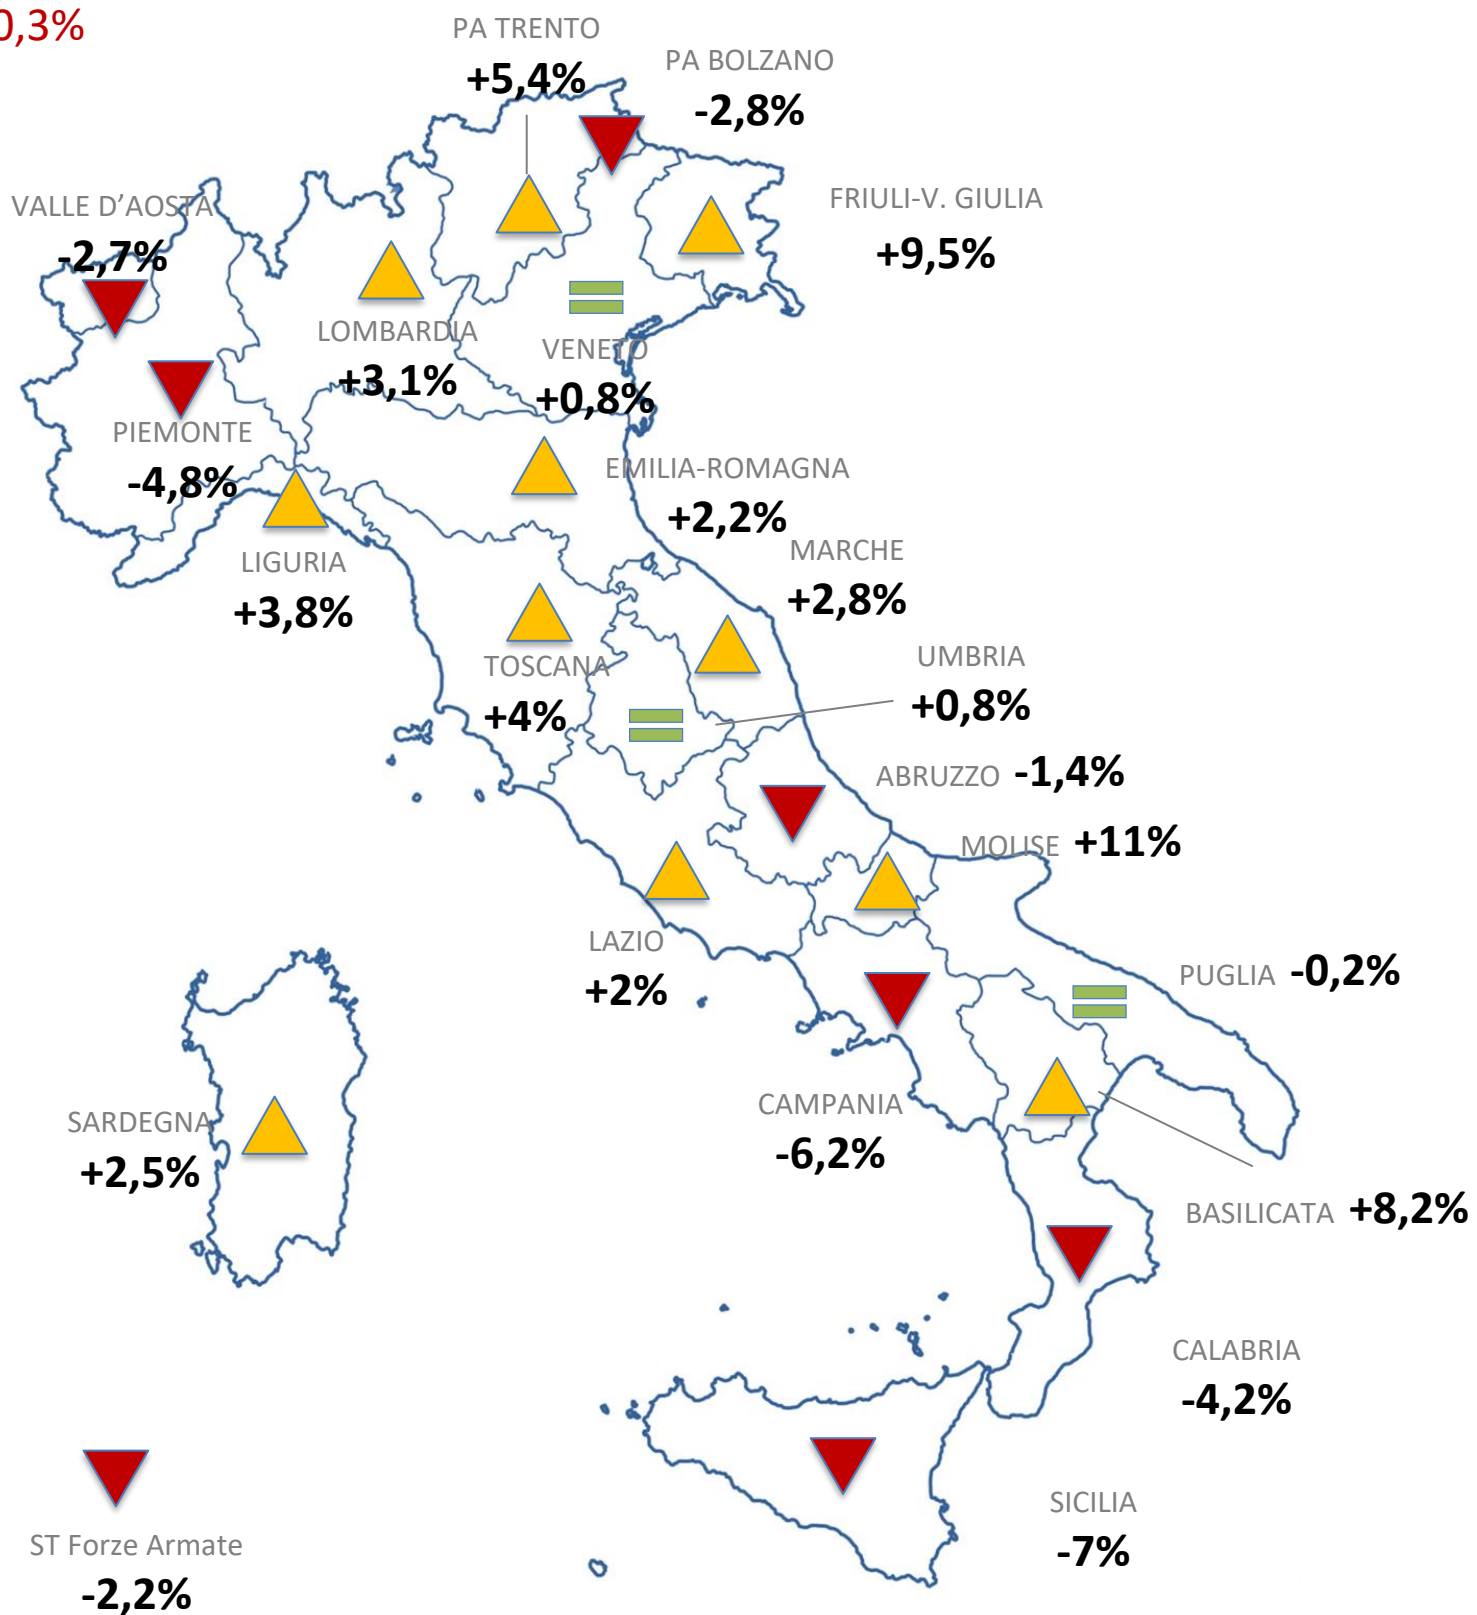 0,3%
PA TRENTO
+5,4%
PA BOLZANO
-2,8%
VALLE D’AOSTA
-2,7%
FRIULI-V. GIULIA
+9,5%
LOMBARDIA
+3,1%
VENETO
+0,8%
PIEMONTE
-4,8%
EMILIA-ROMAGNA
+2,2%
LIGURIA
+3,8%
MARCHE
+2,8%
TOSCANA
+4%
UMBRIA
+0,8%
ABRUZZO -1,4%
MOLISE +11%
LAZIO
+2%
PUGLIA -0,2%
CAMPANIA
-6,2%
SARDEGNA
+2,5%
BASILICATA +8,2%
CALABRIA
-4,2%
SICILIA
-7%
ST Forze Armate
-2,2%